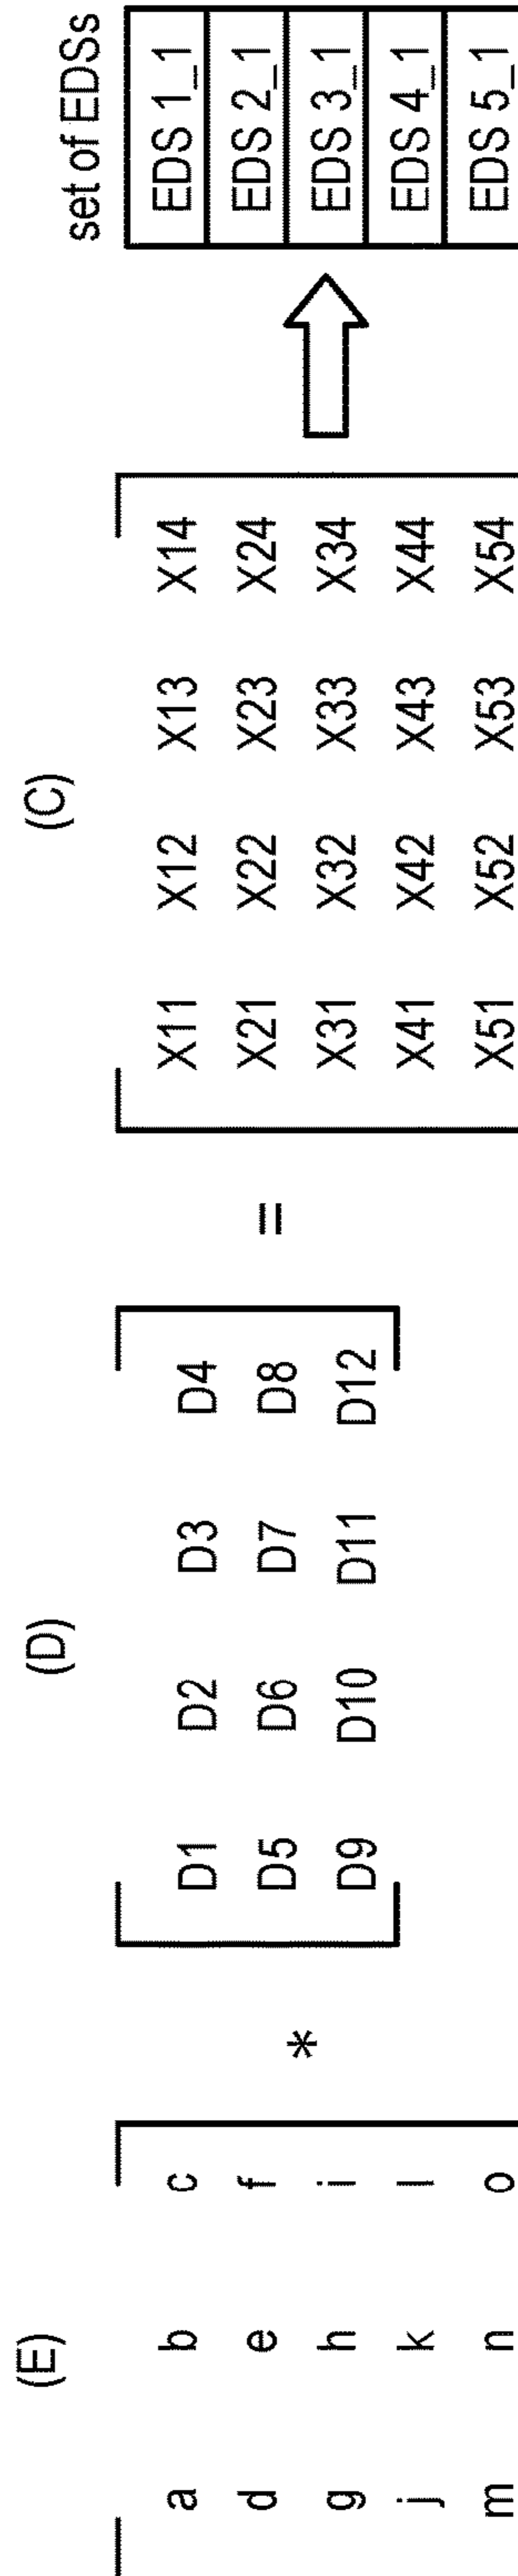 (E) (D) (C) set of EDSs
a b c D1 D2 D3 D4 X11 X12 X13 X14 EDS 1_1
d e f * D5 D6 D7 D8 = X21 X22 X23 X24 EDS 2_1
g h i D9 D10 D11 D12 X31 X32 X33 X34 EDS 3_1
j k l X41 X42 X43 X44 EDS 4_1
m n o X51 X52 X53 X54 EDS 5_1